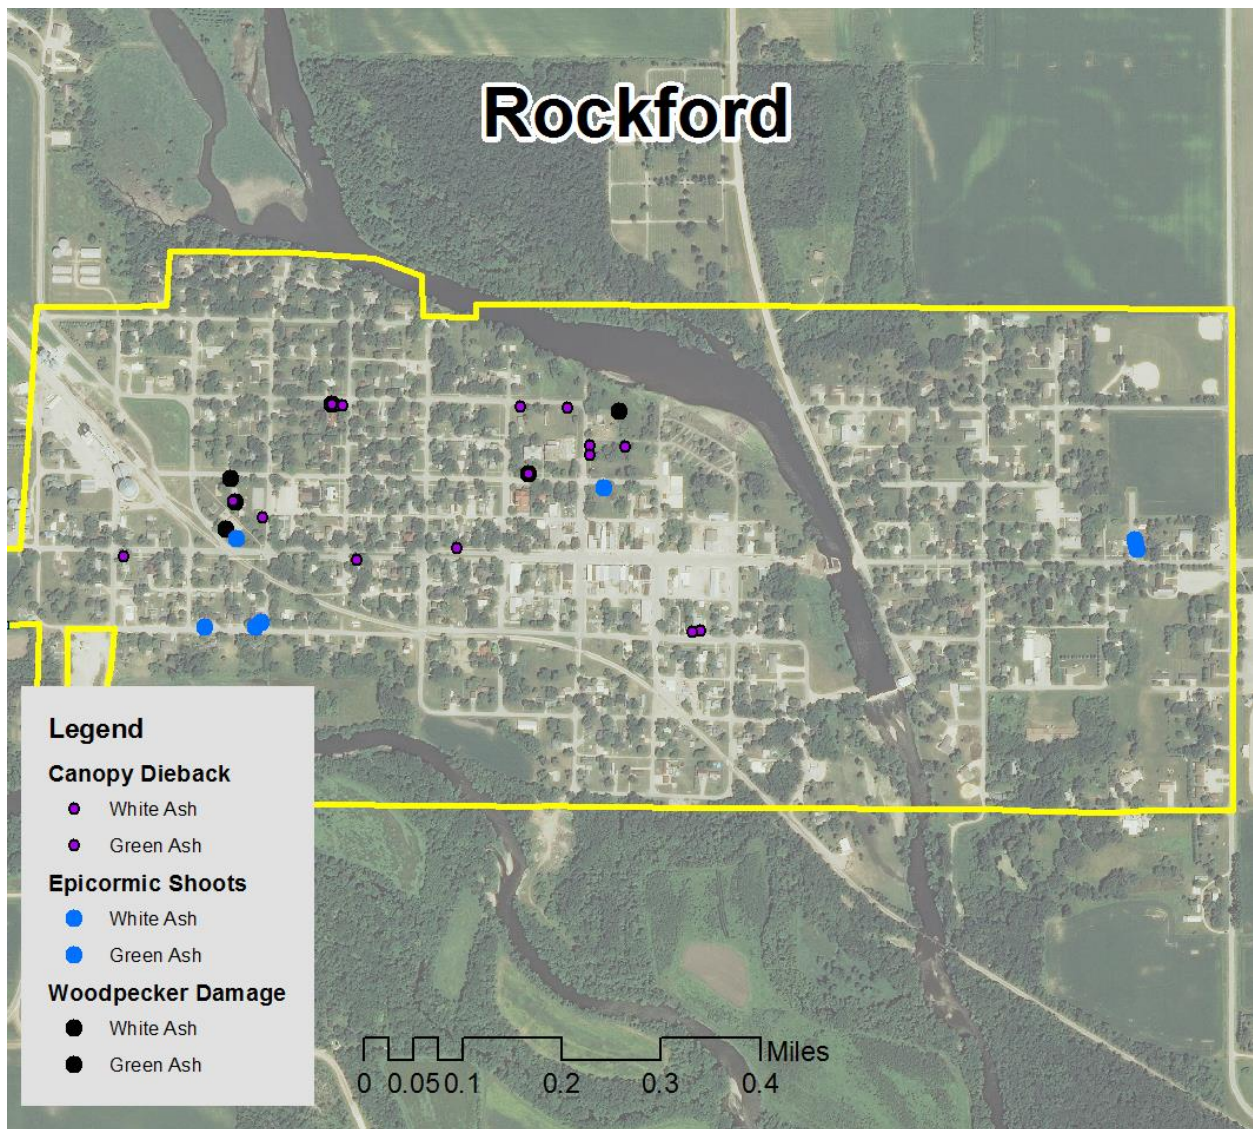 Rockford
Legend
Canopy Dieback
White Ash
Green Ash
Epicormic Shoots
White Ash
Green Ash
Woodpecker Damage
White Ash
Green Ash
Miles
0 0.05 0.1 0.2 0.3 0.4